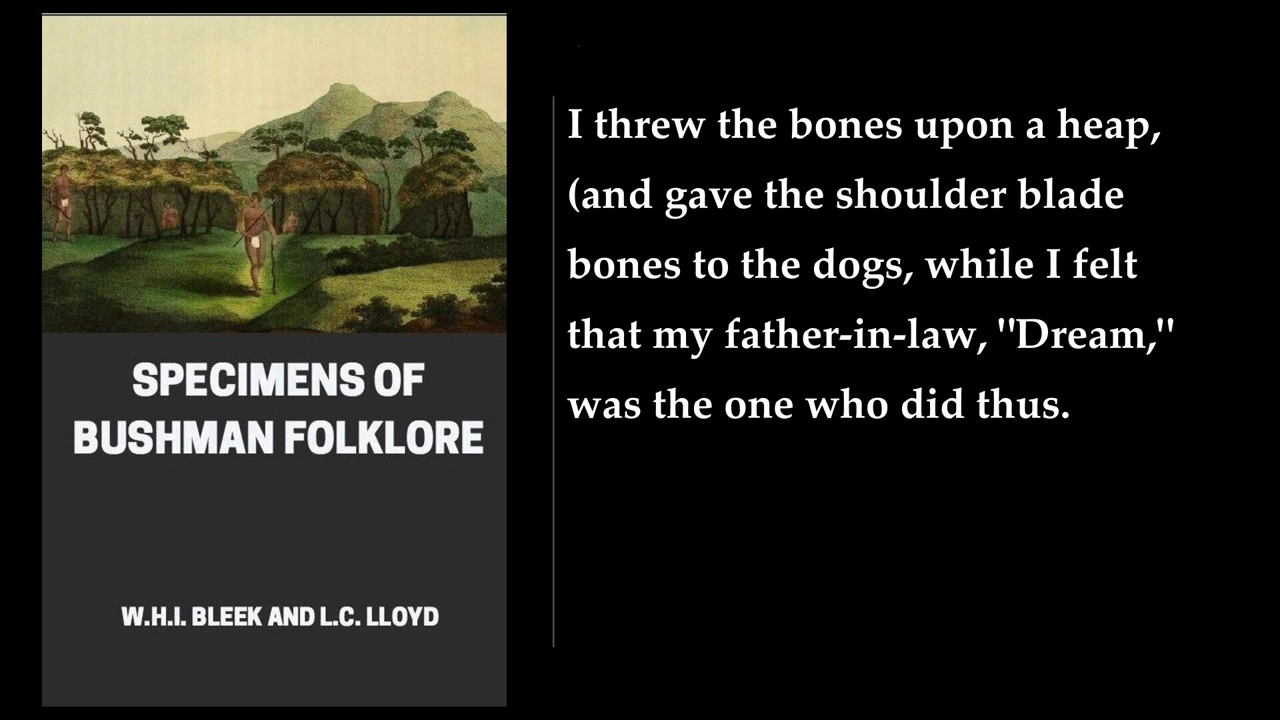 SPECIMENS OF
BUSHMAN FOLKLORE
W.H.I. BLEEK AND L.C. LLOYD
I threw the bones upon a heap,
(and gave the shoulder blade
bones to the dogs, while I felt
that my father-in-law, "Dream,"
was the one who did thus.